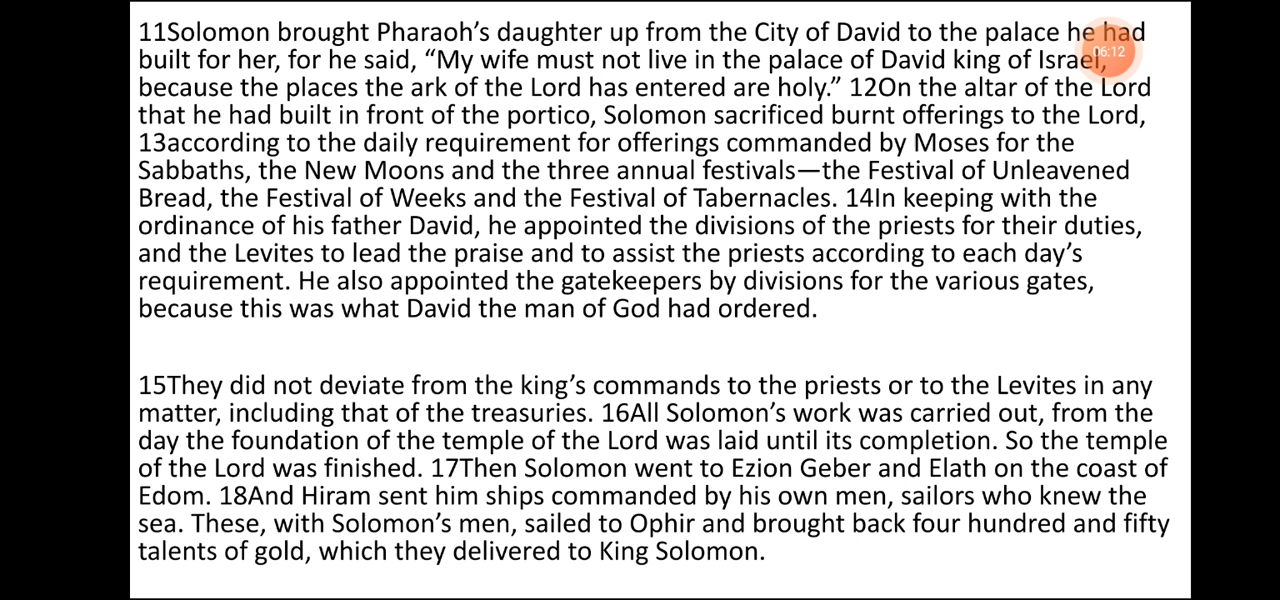 11Solomon brought Pharaoh’s daughter up from the City of David to the palace he had
built for her, for he said, “My wife must not live in the palace of David king of Israel,
because the places the ark of the Lord has entered are holy.” 12On the altar of the Lord
that he had built in front of the portico, Solomon sacrificed burnt offerings to the Lord,
13according to the daily requirement for offerings commanded by Moses for the
Sabbaths, the New Moons and the three annual festivals—the Festival of Unleavened
Bread, the Festival of Weeks and the Festival of Tabernacles. 14In keeping with the
ordinance of his father David, he appointed the divisions of the priests for their duties,
and the Levites to lead the praise and to assist the priests according to each day’s
requirement. He also appointed the gatekeepers by divisions for the various gates,
because this was what David the man of God had ordered.
15They did not deviate from the king’s commands to the priests or to the Levites in any
matter, including that of the treasuries. 16All Solomon’s work was carried out, from the
day the foundation of the temple of the Lord was laid until its completion. So the temple
of the Lord was finished. 17Then Solomon went to Ezion Geber and Elath on the coast of
Edom. 18And Hiram sent him ships commanded by his own men, sailors who knew the
sea. These, with Solomon’s men, sailed to Ophir and brought back four hundred and fifty
talents of gold, which they delivered to King Solomon.
06:12